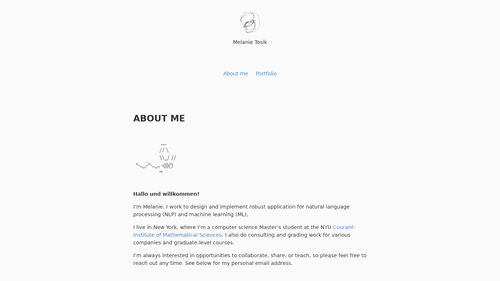 Melanie Tosik
About me Portfolio
ABOUT ME
Hallo und willkommen!
I'm Melanie. I work to design and implement robust application for natural language
processing (NLP) and machine learning (ML).
I live in New York, where I'm a computer science Master's student at the NYU Courant
Institute of Mathematical Sciences. I also do consulting and grading work for various
companies and graduate-level courses.
I'm always interested in opportunities to collaborate, share, or teach, so please feel free to
reach out any time. See below for my personal email address.